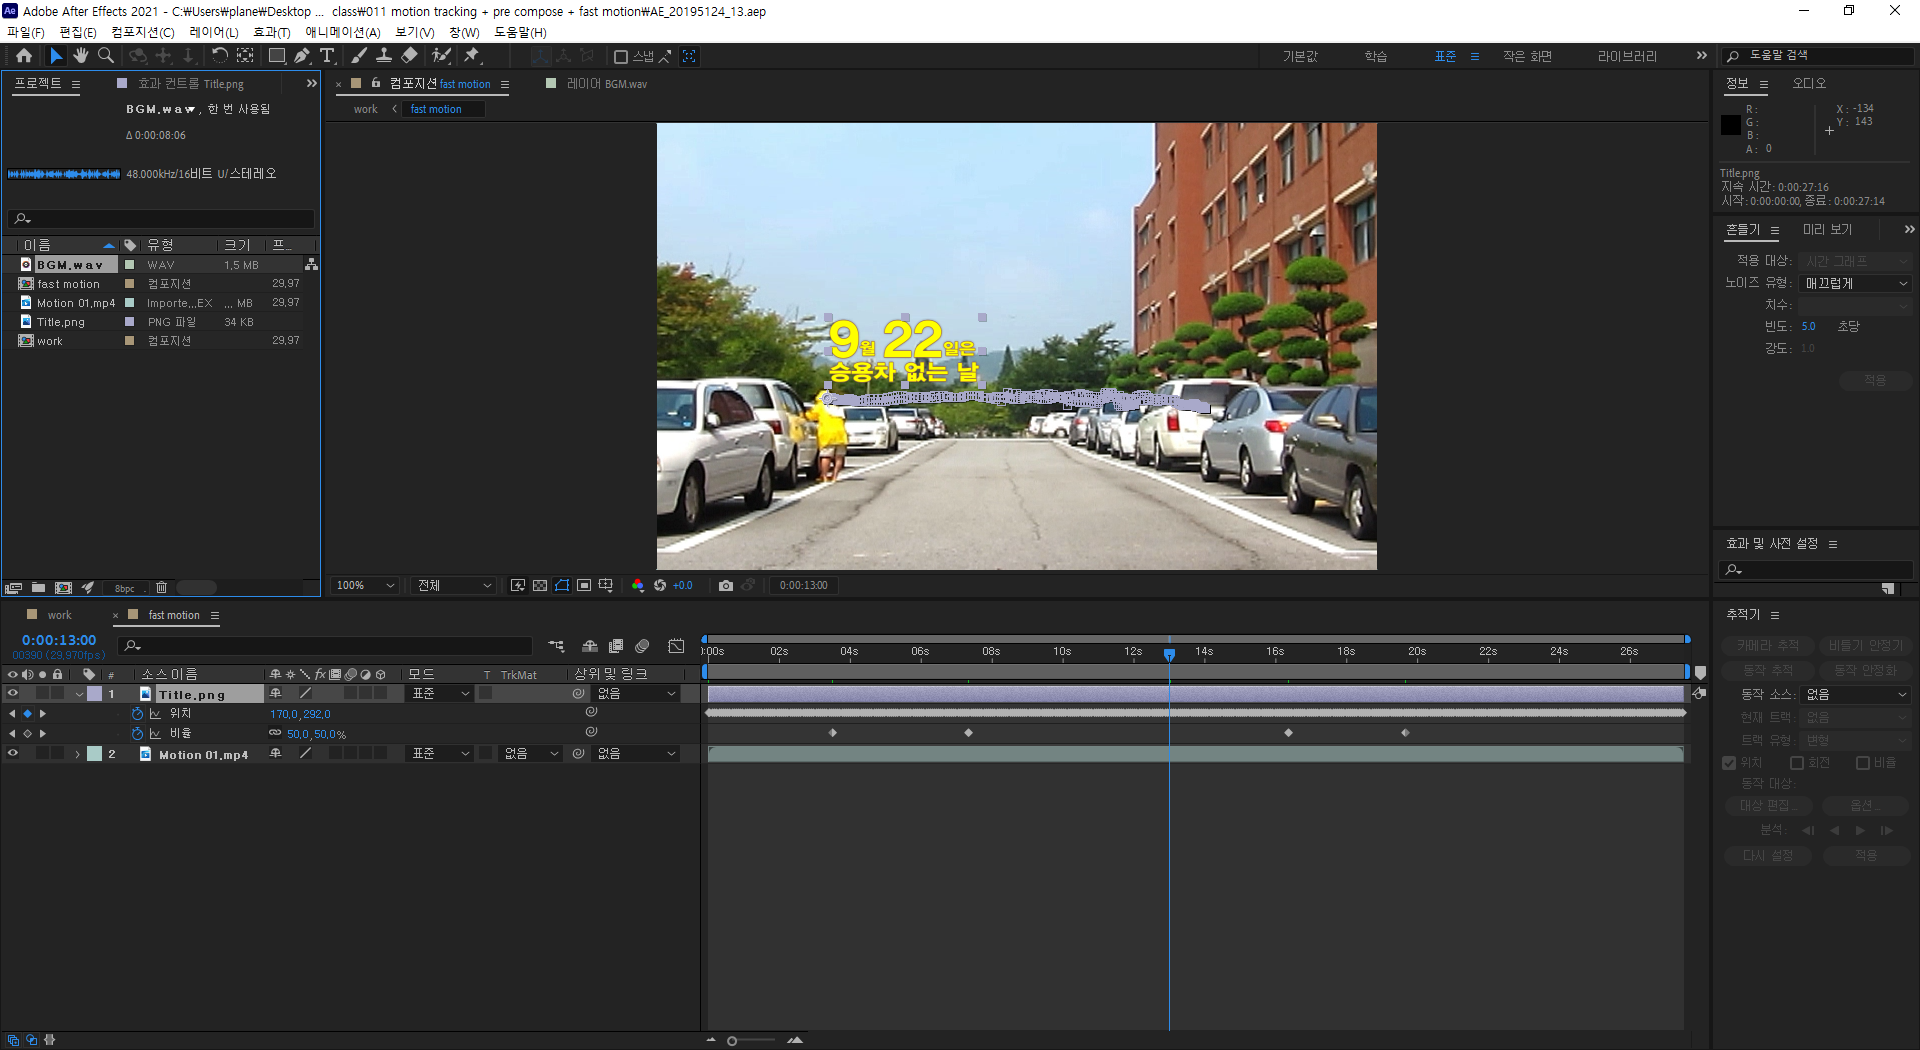 Adobe After Effects 2021 - C:₩Users₩plane₩Desktop ... class₩011 motion tracking + pre compose + fast motion₩AE_20195124_13.aep
파일(F) 편집(E) 컴포지션(C) 레이어(L) 효과(T) 애니메이션(A) 보기(V) 창(W) 도움말(H)
스냅
기본값 학습 표준 작은 화면 라이브러리
도움말 검색
프로젝트
효과 컨트롤 Title.png
BGM.wav, 한 번 사용됨
Δ 0:00:08:06
48.000kHz/16비트 U/스테레오
이름 유형 크기 프_
BGM.wav WAV 1.5 MB
fast motion 컴포지션 29,97
Motion 01.mp4 Importe...EX ... MB 29,97
Title.png PNG 파일 34 KB
work 컴포지션 29,97
8bpc
컴포지션 fast motion
레이어 BGM.wav
work < fast motion
9월 22일은
승용차 없는 날
100% 전체 +0.0 0:00:13:00
정보 오디오
R:
G:
B:
A: 0
X: -134
Y: 143
Title.png
지속 시간: 0:00:27:16
시작: 0:00:00:00, 종료: 0:00:27:14
흔들기 미리 보기
적용 대상: 시간 그래프
노이즈 유형: 매끄럽게
치수:
빈도: 5.0 초당
강도: 1.0
적용
효과 및 사전 설정
추적기
카메라 추적 비틀기 안정기
동작 추적 동작 안정화
동작 소스: 없음
현재 트랙: 없음
트랙 유형: 변형
위치 회전 비율
동작 대상:
대상 편집... 옵션...
분석:
다시 설정 적용
work fast motion
0:00:13:00
00390 (29,970fps)
# 소스 이름 fx 모드 T TrkMat 상위 및 링크
1 Title.png 표준 없음
위치 170.0,292.0
비율 50.0,50.0%
2 Motion 01.mp4 표준 없음 없음
:00s 02s 04s 06s 08s 10s 12s 14s 16s 18s 20s 22s 24s 26s